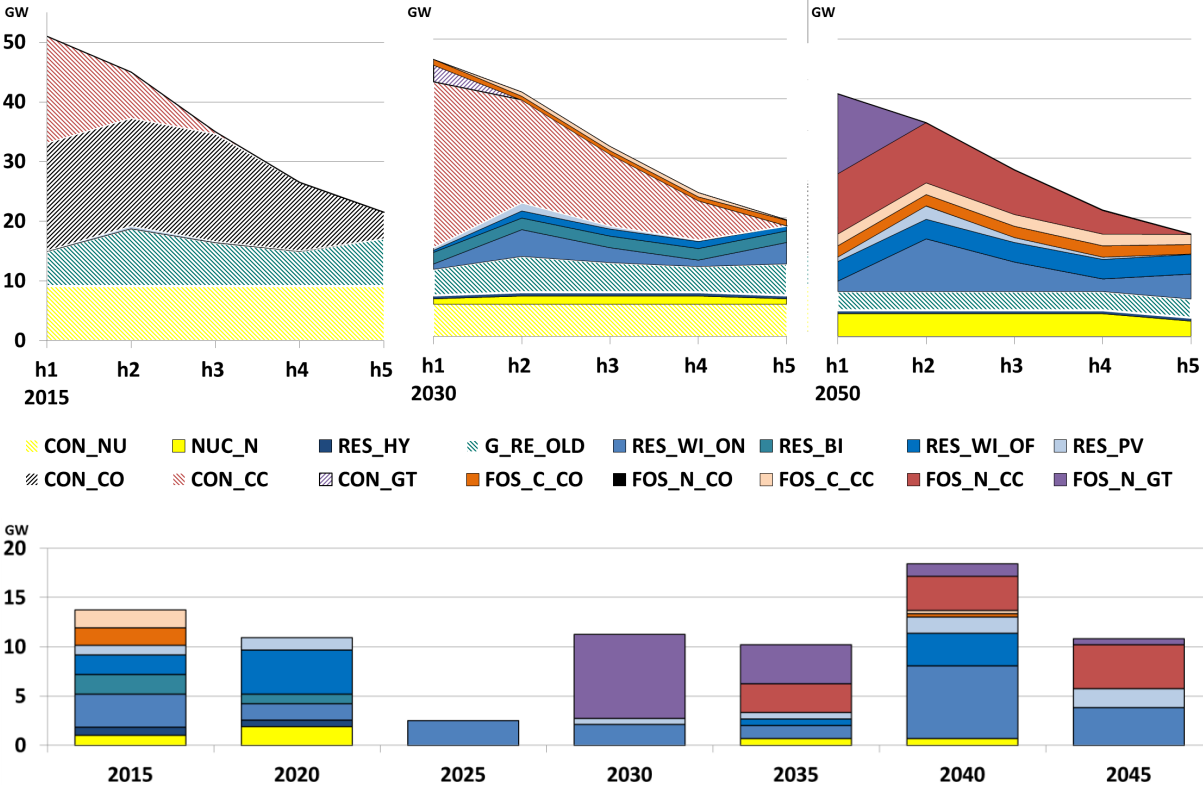 GW GW GW
50
40
30
20
10
0
h1 h2 h3 h4 h5 h1 h2 h3 h4 h5 h1 h2 h3 h4 h5
2015 2030 2050
CON_NU NUC_N RES_HY G_RE_OLD RES_WI_ON RES_BI RES_WI_OF RES_PV
CON_CO CON_CC CON_GT FOS_C_CO FOS_N_CO FOS_C_CC FOS_N_CC FOS_N_GT
GW
20
15
10
5
0
2015 2020 2025 2030 2035 2040 2045